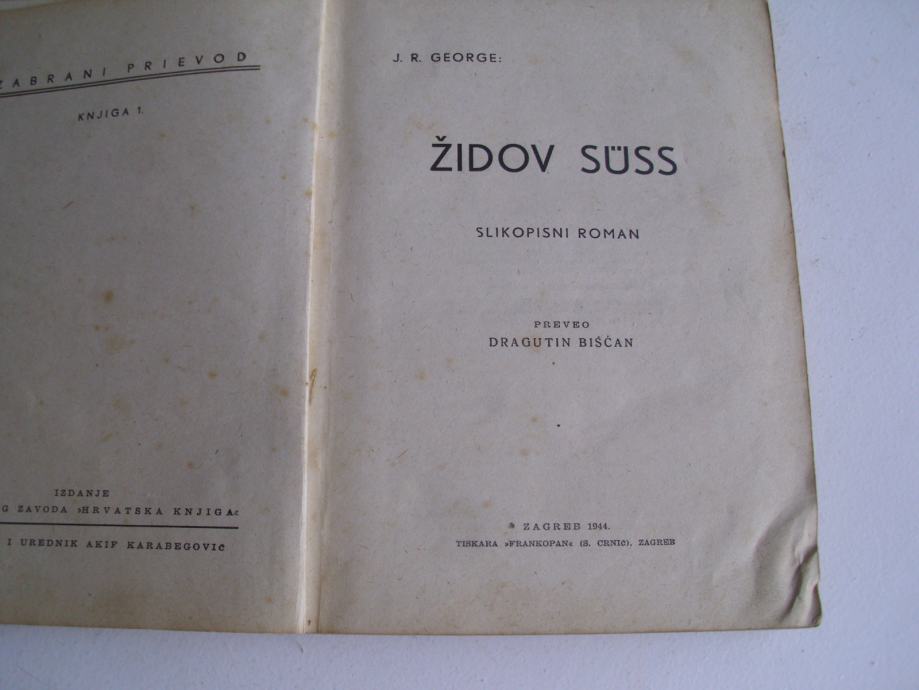 ZABRANI PRIEVOD
KNJIGA 1.
IZDANJE
G ZAVODA »HRVATSKA KNJIGA«
I UREDNIK AKIF KARABEGOVIĆ
J. R. GEORGE:
ŽIDOV SÜSS
SLIKOPISNI ROMAN
PREVEO
DRAGUTIN BIŠČAN
ZAGREB 1944.
TISKARA »FRANKOPAN« (S. CRNIĆ), ZAGREB